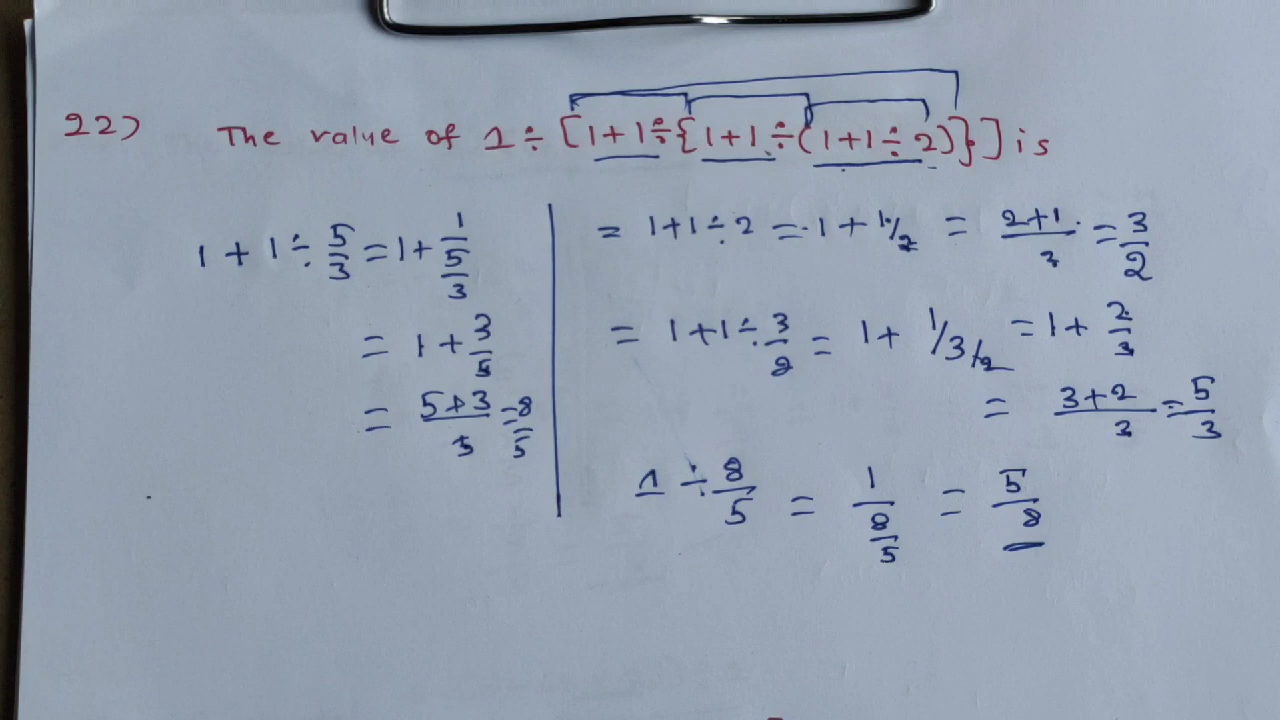 22) The value of 1÷[1+1÷{1+1÷(1+1÷2)}] is
= 1+1÷2 = 1+1/2 = (2+1)/2 = 3/2
= 1+1÷3/2 = 1+1/3/2 = 1+2/3
= (3+2)/3 = 5/3
1+1÷5/3 = 1+1/5/3
= 1+3/5
= (5+3)/5 = 8/5
1÷8/5 = 1/8/5 = 5/8